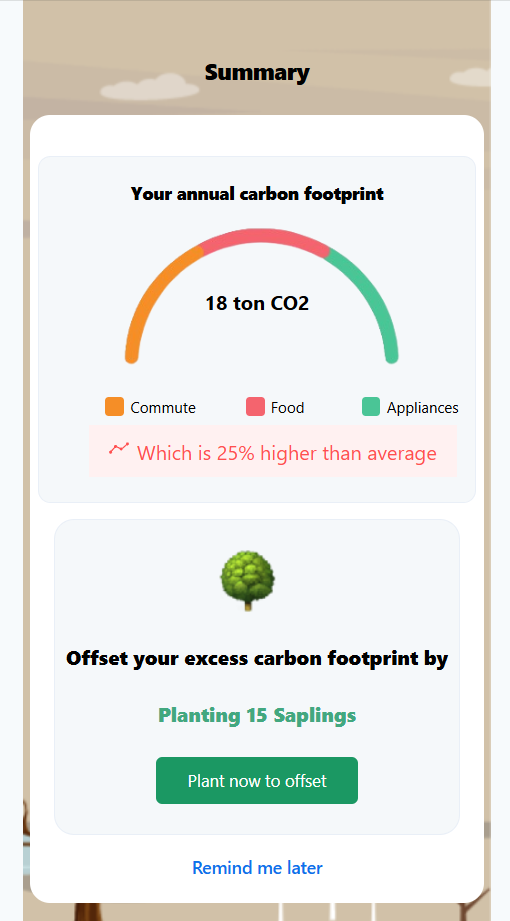 Summary
Your annual carbon footprint
18 ton CO2
Commute Food Appliances
Which is 25% higher than average
Offset your excess carbon footprint by
Planting 15 Saplings
Plant now to offset
Remind me later